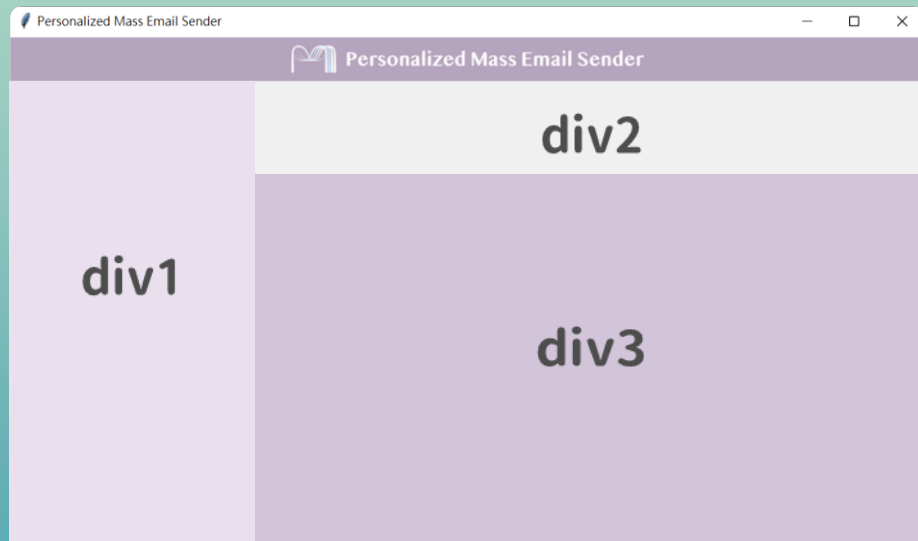 Personalized Mass Email Sender
Personalized Mass Email Sender
div1
div2
div3